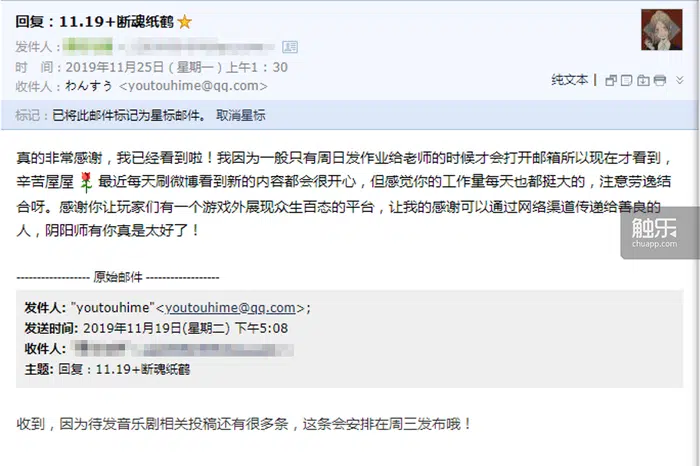 回复：11.19+断魂纸鹤
发件人：
时　间：2019年11月25日（星期一）上午1：30
收件人：わんすぅ <youtouhime@qq.com>
纯文本 |
标记：已将此邮件标记为星标邮件。 取消星标
真的非常感谢，我已经看到啦！我因为一般只有周日发作业给老师的时候才会打开邮箱所以现在才看到，
辛苦屋屋🌹最近每天刷微博看到新的内容都会很开心，但感觉你的工作量每天也都挺大的，注意劳逸结
合呀。感谢你让玩家们有一个游戏外展现众生百态的平台，让我的感谢可以通过网络渠道传递给善良的
人，阴阳师有你真是太好了！
触乐
chuapp.com
------------------ 原始邮件 ------------------
发件人: "youtouhime"<youtouhime@qq.com>;
发送时间: 2019年11月19日(星期二) 下午5:08
收件人:
主题: 回复：11.19+断魂纸鹤
收到，因为待发音乐剧相关投稿还有很多条，这条会安排在周三发布哦！